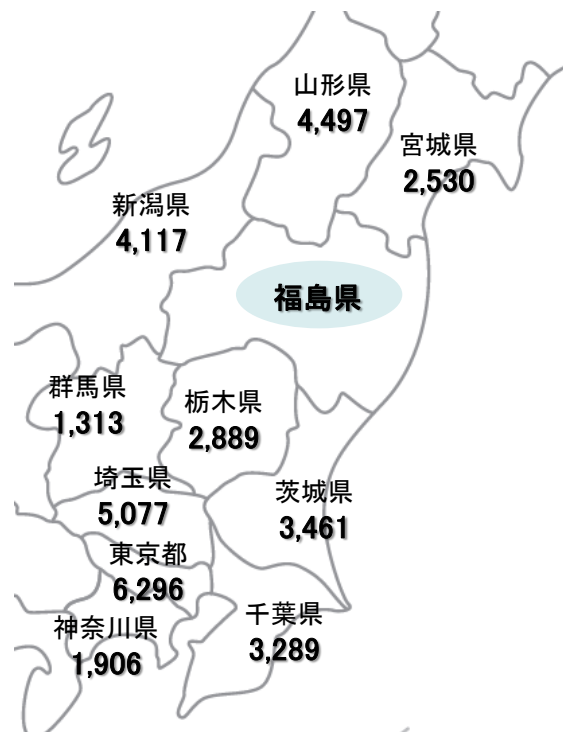 山形県
4,497
宮城県
2,530
新潟県
4,117
福島県
群馬県
1,313
栃木県
2,889
埼玉県
5,077
茨城県
3,461
東京都
6,296
神奈川県
1,906
千葉県
3,289